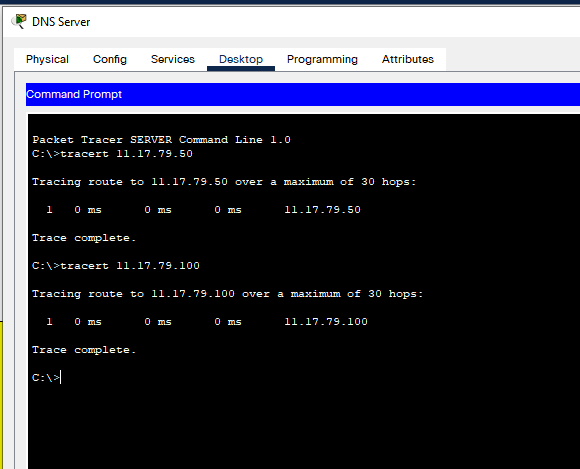 DNS Server
Physical Config Services Desktop Programming Attributes
Command Prompt
Packet Tracer SERVER Command Line 1.0
C:\>tracert 11.17.79.50
Tracing route to 11.17.79.50 over a maximum of 30 hops:
1 0 ms 0 ms 0 ms 11.17.79.50
Trace complete.
C:\>tracert 11.17.79.100
Tracing route to 11.17.79.100 over a maximum of 30 hops:
1 0 ms 0 ms 0 ms 11.17.79.100
Trace complete.
C:\>